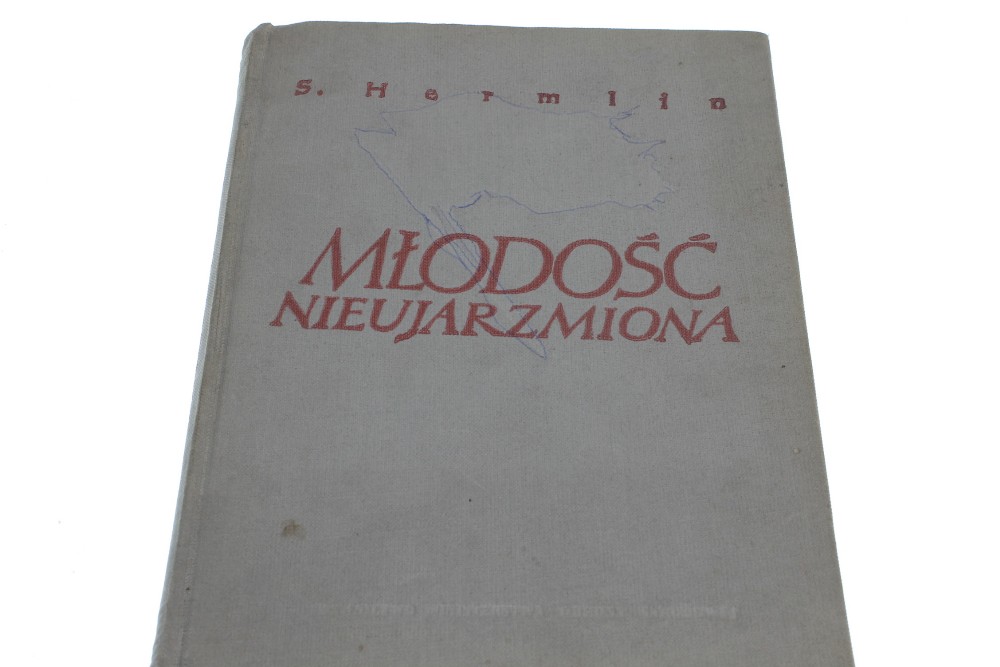 S. Hermlin
MŁODOŚĆ
NIEUJARZMIONA